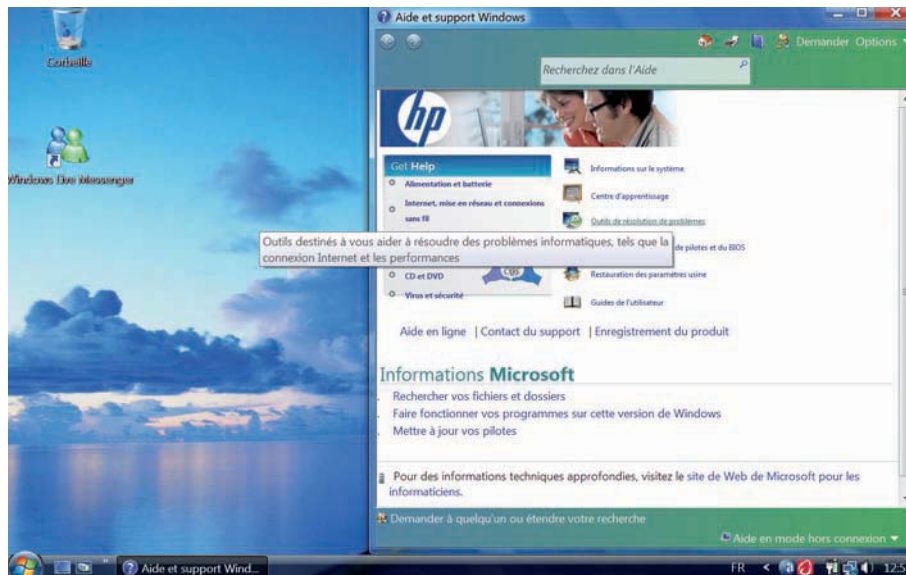 Corbeille
Windows Live Messenger
Aide et support Windows
Demander Options
Recherchez dans l'Aide
hp
Get Help
Alimentation et batterie
Internet, mise en réseau et connexions
sans fil
CD et DVD
Virus et sécurité
Informations sur le système
Centre d'apprentissage
Outils de résolution de problèmes
de pilotes et du BIOS
Restauration des paramètres usine
Guides de l'utilisateur
Outils destinés à vous aider à résoudre des problèmes informatiques, tels que la
connexion Internet et les performances
Aide en ligne | Contact du support | Enregistrement du produit
Informations Microsoft
Rechercher vos fichiers et dossiers
Faire fonctionner vos programmes sur cette version de Windows
Mettre à jour vos pilotes
Pour des informations techniques approfondies, visitez le site de Web de Microsoft pour les
informaticiens.
Demander à quelqu'un ou étendre votre recherche
Aide en mode hors connexion
Aide et support Wind...
FR
12:5